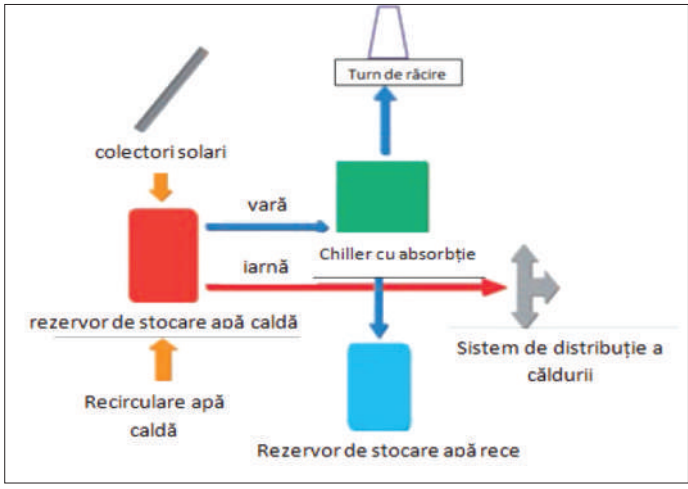 Turn de răcire
colectori solari
vară
Chiller cu absorbție
iarnă
rezervor de stocare apă caldă
Sistem de distribuție a
căldurii
Recirculare apă
caldă
Rezervor de stocare apă rece